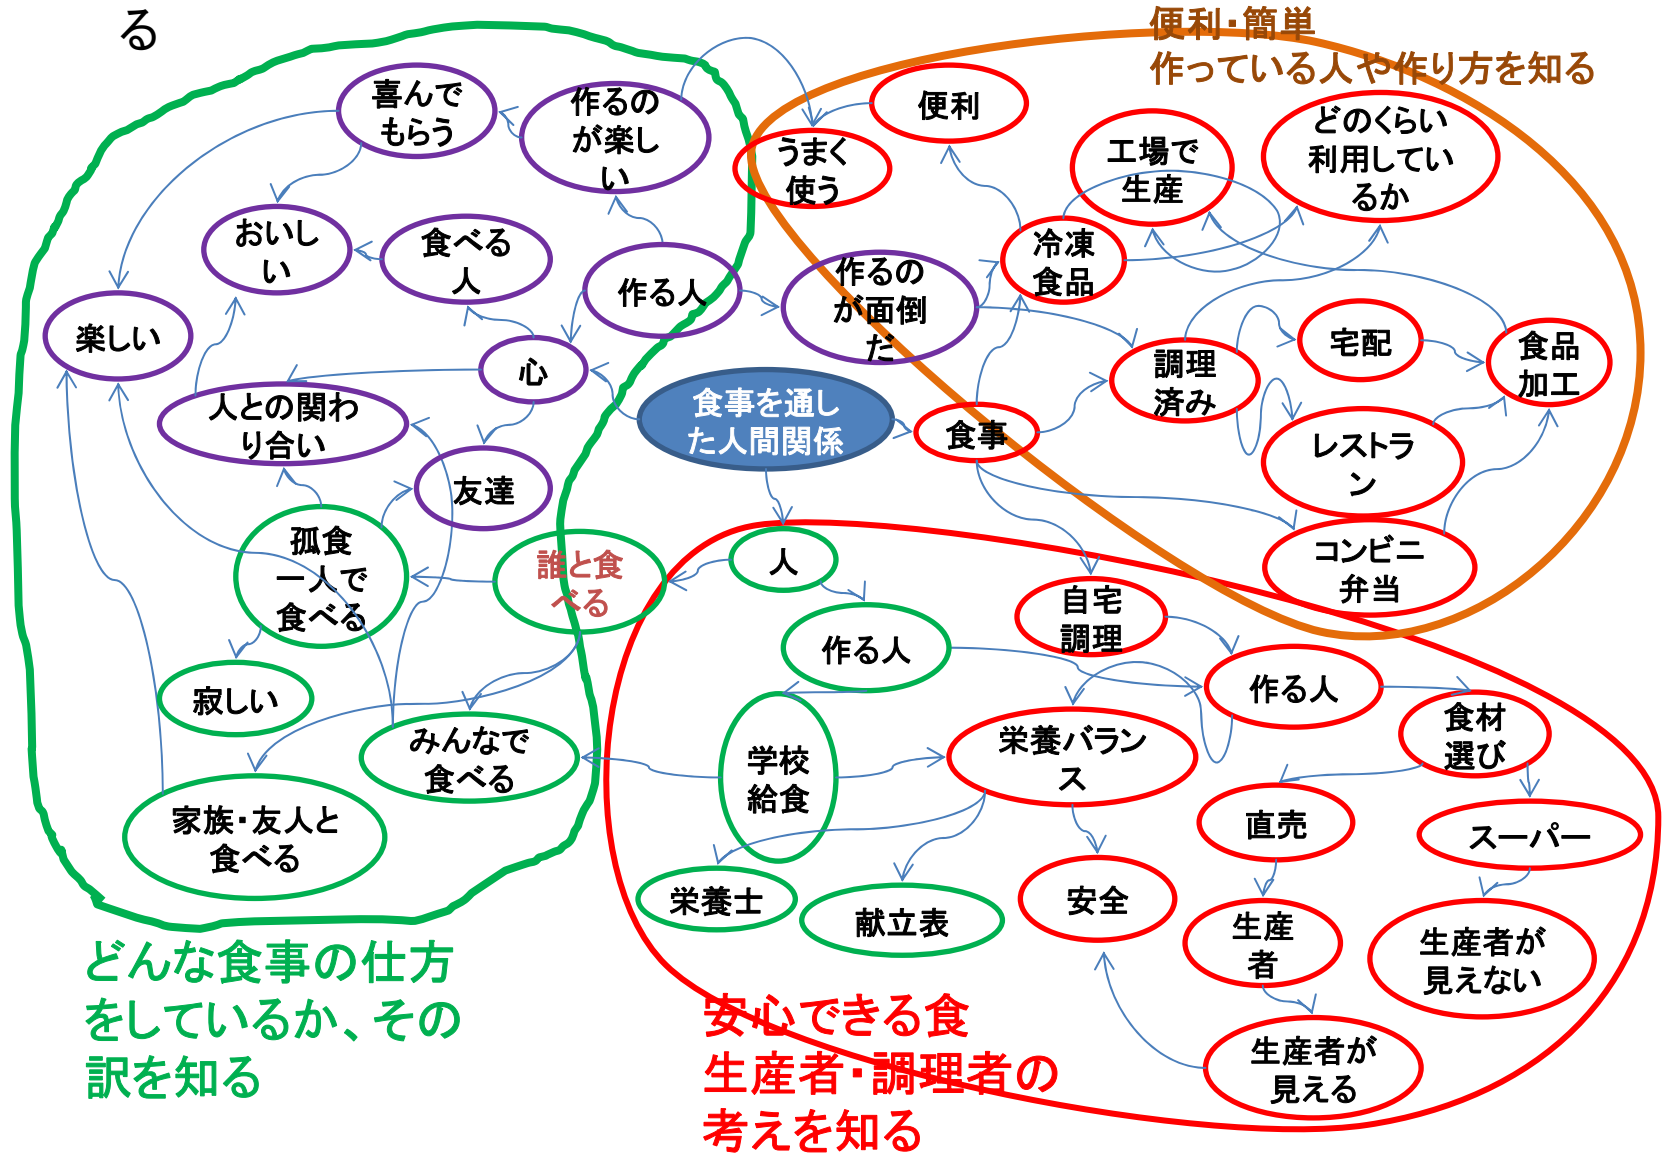 る
便利・簡単
作っている人や作り方を知る
喜んで
もらう
作るの
が楽し
い
便利
うまく
使う
工場で
生産
どのくらい
利用してい
るか
おいし
い
食べる
人
作る人
作るの
が面倒
だ
冷凍
食品
楽しい
心
調理
済み
宅配
食品
加工
人との関わ
り合い
食事を通し
た人間関係
食事
レストラ
ン
友達
孤食
一人で
食べる
誰と食
べる
人
コンビニ
弁当
自宅
調理
作る人
作る人
寂しい
みんなで
食べる
学校
給食
栄養バラン
ス
食材
選び
家族・友人と
食べる
直売
スーパー
栄養士
献立表
安全
生産
者
生産者が
見えない
生産者が
見える
どんな食事の仕方
をしているか、その
訳を知る
安心できる食
生産者・調理者の
考えを知る